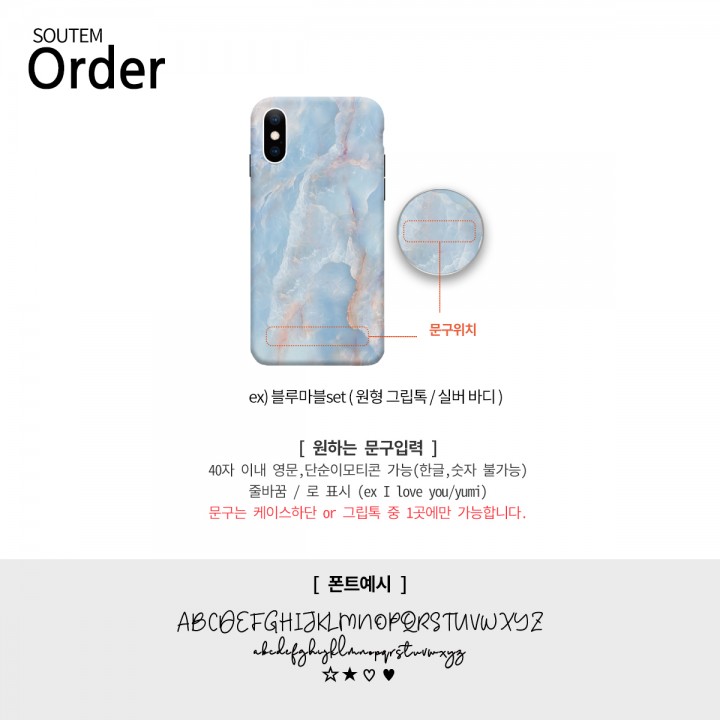 SOUTEM
Order
문구위치
ex) 블루마블set ( 원형 그립톡 / 실버 바디 )
[ 원하는 문구입력 ]
40자 이내 영문,단순이모티콘 가능(한글,숫자 불가능)
줄바꿈 / 로 표시 (ex I love you/yumi)
문구는 케이스하단 or 그립톡 중 1곳에만 가능합니다.
[ 폰트예시 ]
ABCDEFGHIJKLMNOPQRSTUVWXYZ
abcdefghyklmnopqrstuvwxyz
☆★♡♥